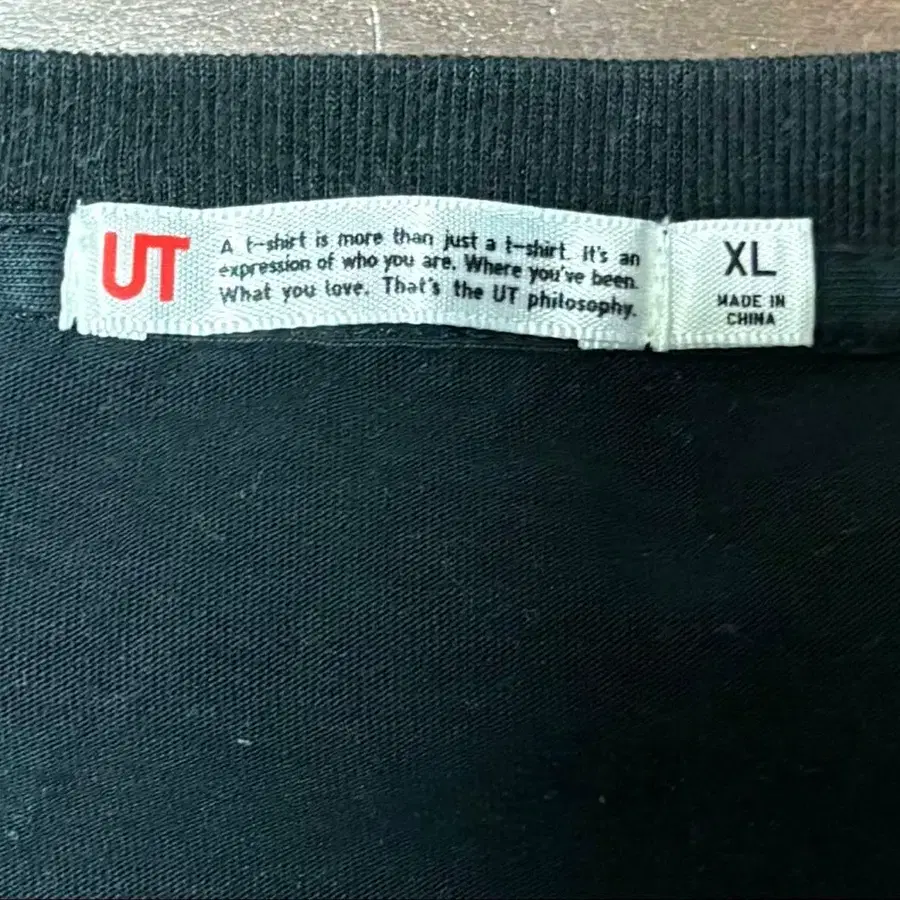 UT
A t-shirt is more than just a t-shirt. It's an
expression of who you are. Where you've been.
What you love. That's the UT philosophy.
XL
MADE IN
CHINA